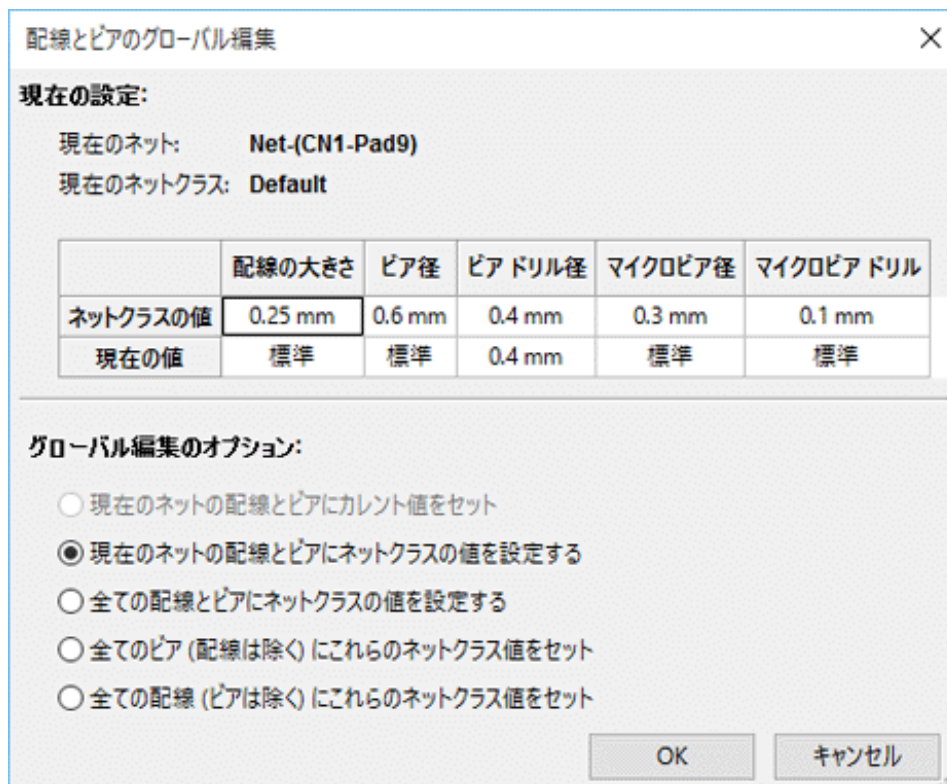 配線とビアのグローバル編集
現在の設定:
現在のネット: Net-(CN1-Pad9)
現在のネットクラス: Default
配線の大きさ ビア径 ビア ドリル径 マイクロビア径 マイクロビア ドリル
ネットクラスの値 0.25 mm 0.6 mm 0.4 mm 0.3 mm 0.1 mm
現在の値 標準 標準 0.4 mm 標準 標準
グローバル編集のオプション:
現在のネットの配線とビアにカレント値をセット
現在のネットの配線とビアにネットクラスの値を設定する
全ての配線とビアにネットクラスの値を設定する
全てのビア (配線は除く) にこれらのネットクラス値をセット
全ての配線 (ビアは除く) にこれらのネットクラス値をセット
OK キャンセル